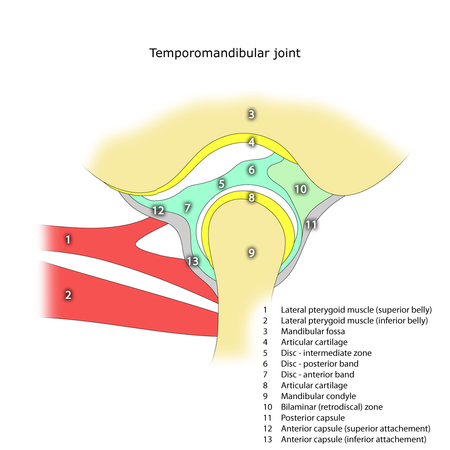 Temporomandibular joint
3
4
6
5
10
7
8
12
11
1
9
13
2
1 Lateral pterygoid muscle (superior belly)
2 Lateral pterygoid muscle (inferior belly)
3 Mandibular fossa
4 Articular cartilage
5 Disc - intermediate zone
6 Disc - posterior band
7 Disc - anterior band
8 Articular cartilage
9 Mandibular condyle
10 Bilaminar (retrodiscal) zone
11 Posterior capsule
12 Anterior capsule (superior attachement)
13 Anterior capsule (inferior attachement)